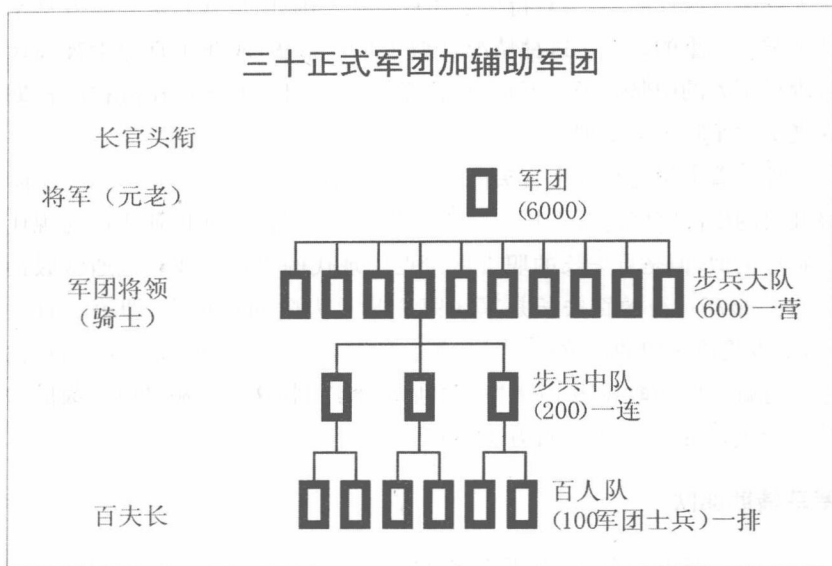 三十正式军团加辅助军团
长官头衔
将军（元老）
军团
(6000)
军团将领
（骑士）
步兵大队
(600)一营
步兵中队
(200)一连
百夫长
百人队
(100军团士兵)一排